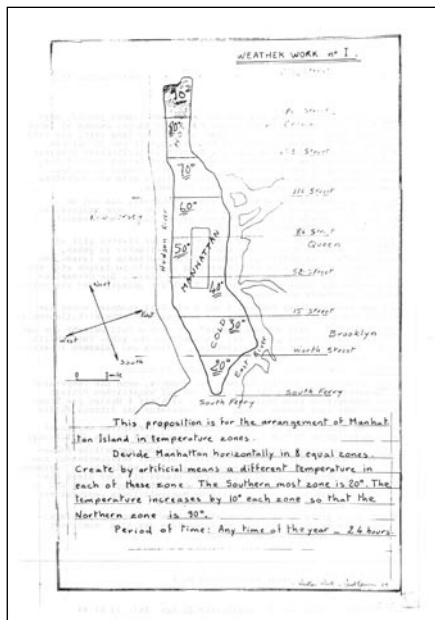 WEATHER WORK nº I.
90°
80°
70°
116 Street
60°
New Jersey
Hudson River
86 Street
Queen
50°
MANHATTAN
52 Street
40°
North
East
West
South
15 Street
COLD
30°
Brooklyn
Worth Street
20°
East River
0
South Ferry
South Ferry
This proposition is for the arrangement of Manhat
tan Island in temperature zones.
Devide Manhattan horizontally in 8 equal zones.
Create by artificial means a different temperature in
each of these zone. The Southern most zone is 20°. The
temperature increases by 10° each zone so that the
Northern zone is 90°.
Period of time: Any time of the year _ 24 hours.